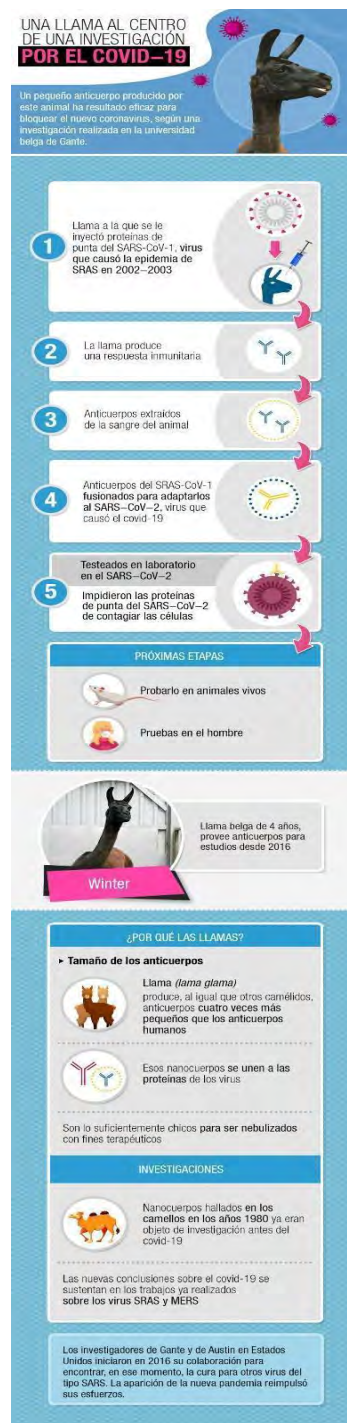 UNA LLAMA AL CENTRO
DE UNA INVESTIGACIÓN
POR EL COVID–19
Un pequeño anticuerpo producido por
este animal ha resultado eficaz para
bloquear el nuevo coronavirus, según una
investigación realizada en la universidad
belga de Gante.
1
Llama a la que se le
inyectó proteínas de
punta del SARS-CoV-1, virus
que causó la epidemia de
SRAS en 2002–2003
2
La llama produce
una respuesta inmunitaria
3
Anticuerpos extraídos
de la sangre del animal
4
Anticuerpos del SRAS-CoV-1
fusionados para adaptarlos
al SARS–CoV–2, virus que
causó el covid-19
5
Testeados en laboratorio
en el SARS–CoV–2
Impidieron las proteínas
de punta del SARS–CoV–2
de contagiar las células
PRÓXIMAS ETAPAS
Probarlo en animales vivos
Pruebas en el hombre
Llama belga de 4 años,
provee anticuerpos para
estudios desde 2016
Winter
¿POR QUÉ LAS LLAMAS?
▸ Tamaño de los anticuerpos
Llama (lama glama)
produce, al igual que otros camélidos,
anticuerpos cuatro veces más
pequeños que los anticuerpos
humanos
Esos nanocuerpos se unen a las
proteínas de los virus
Son lo suficientemente chicos para ser nebulizados
con fines terapéuticos
INVESTIGACIONES
Nanocuerpos hallados en los
camellos en los años 1980 ya eran
objeto de investigación antes del
covid-19
Las nuevas conclusiones sobre el covid-19 se
sustentan en los trabajos ya realizados
sobre los virus SRAS y MERS
Los investigadores de Gante y de Austin en Estados
Unidos iniciaron en 2016 su colaboración para
encontrar, en ese momento, la cura para otros virus del
tipo SARS. La aparición de la nueva pandemia reimpulsó
sus esfuerzos.